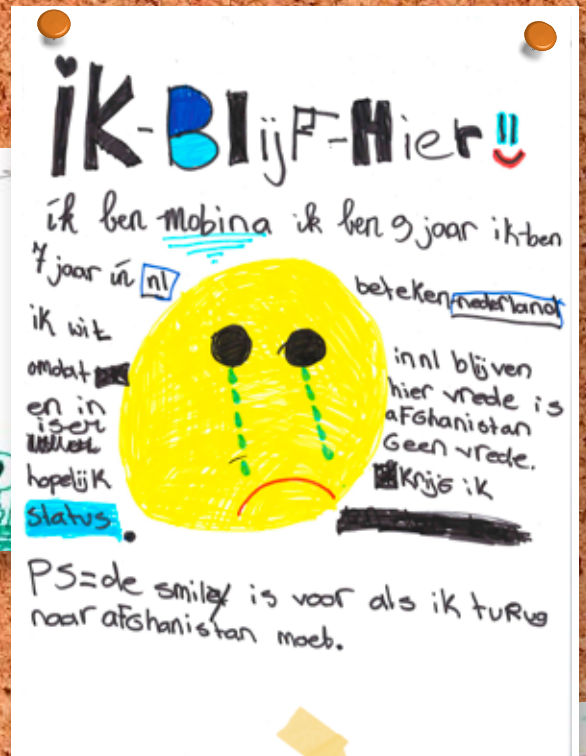 iK-BlijF-Hier!!
ik ben mobina ik ben 9 jaar ik-ben
7 jaar in nl beteken-nederland
ik wil in nl blijven
omdat hier vrede is
en in aFGhanistan
iser Geen vrede.
hopelijk Krijg ik
status.
PS=de smiley is voor als ik tuRug
naar aFGhanistan moet.